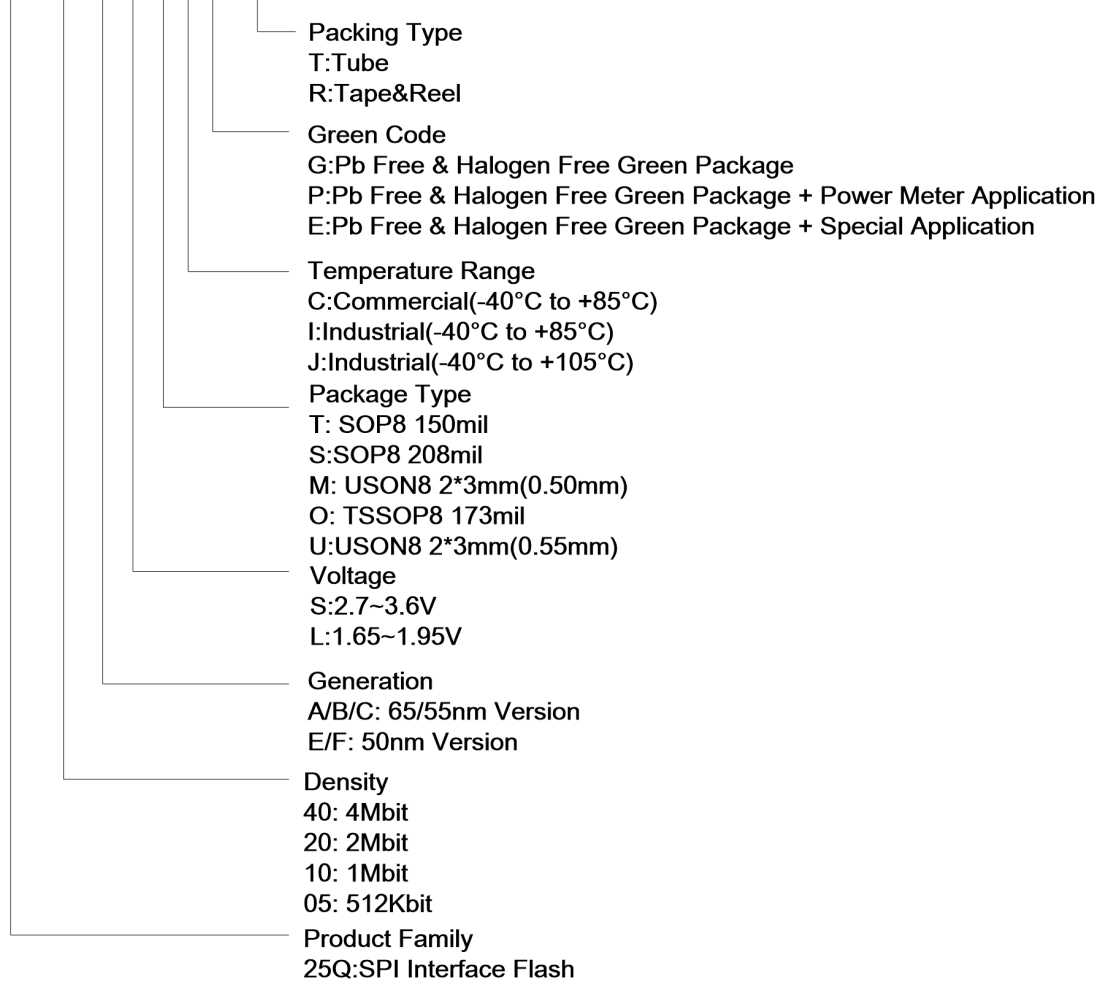 Packing Type
T:Tube
R:Tape&Reel
Green Code
G:Pb Free & Halogen Free Green Package
P:Pb Free & Halogen Free Green Package + Power Meter Application
E:Pb Free & Halogen Free Green Package + Special Application
Temperature Range
C:Commercial(-40°C to +85°C)
I:Industrial(-40°C to +85°C)
J:Industrial(-40°C to +105°C)
Package Type
T: SOP8 150mil
S:SOP8 208mil
M: USON8 2*3mm(0.50mm)
O: TSSOP8 173mil
U:USON8 2*3mm(0.55mm)
Voltage
S:2.7~3.6V
L:1.65~1.95V
Generation
A/B/C: 65/55nm Version
E/F: 50nm Version
Density
40: 4Mbit
20: 2Mbit
10: 1Mbit
05: 512Kbit
Product Family
25Q:SPI Interface Flash